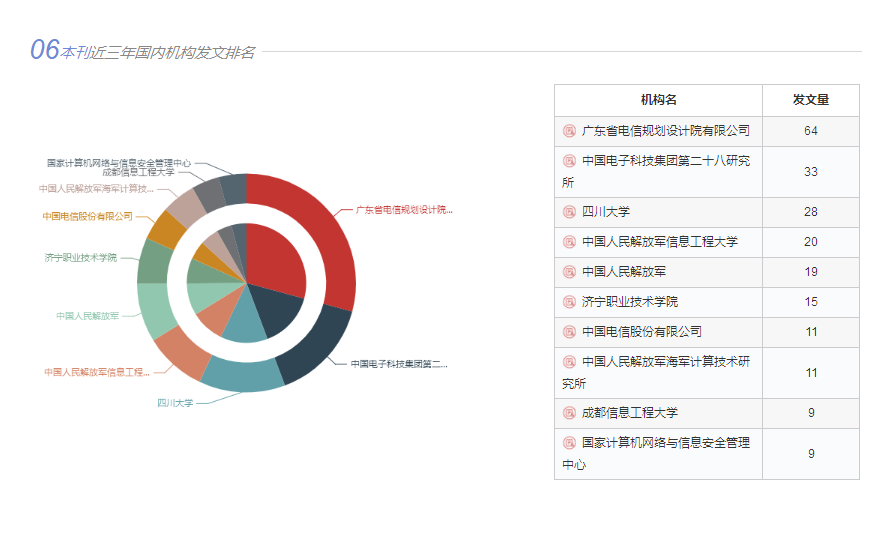 06本刊近三年国内机构发文排名
国家计算机网络与信息安全管理中心
成都信息工程大学
中国人民解放军海军计算技...
中国电信股份有限公司
济宁职业技术学院
中国人民解放军
中国人民解放军信息工程...
四川大学
广东省电信规划设计院...
中国电子科技集团第二...
机构名 发文量
广东省电信规划设计院有限公司 64
中国电子科技集团第二十八研究
所 33
四川大学 28
中国人民解放军信息工程大学 20
中国人民解放军 19
济宁职业技术学院 15
中国电信股份有限公司 11
中国人民解放军海军计算技术研
究所 11
成都信息工程大学 9
国家计算机网络与信息安全管理
中心 9